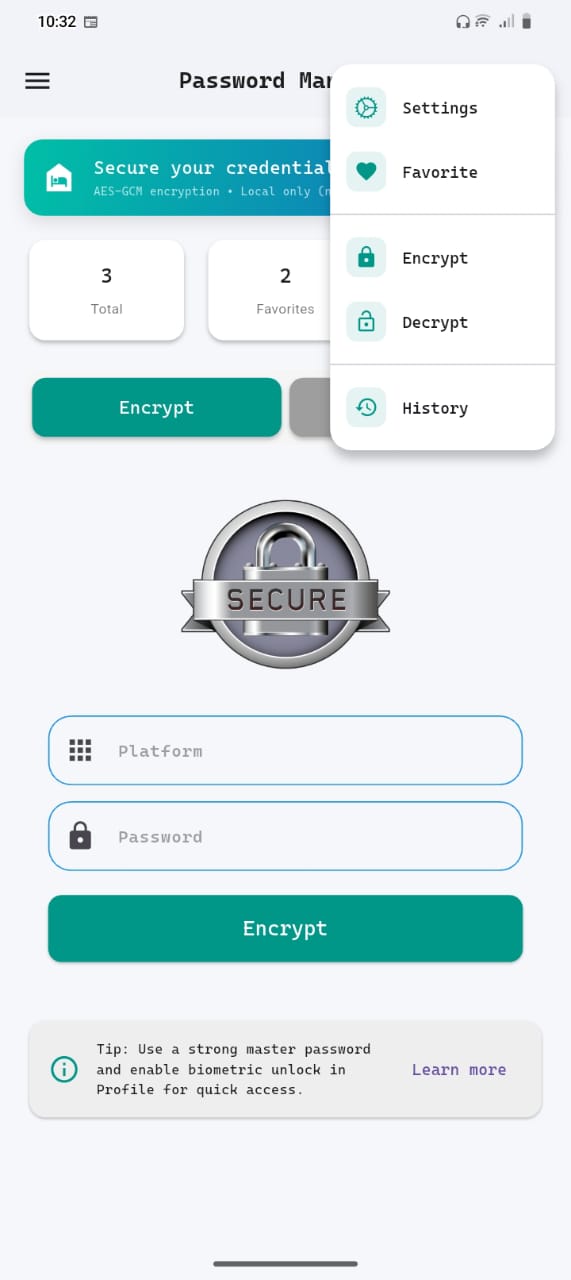 10:32
Password Mar
Settings
Favorite
Encrypt
Decrypt
History
Secure your credential
AES-GCM encryption • Local only (n
3
Total
2
Favorites
Encrypt
SECURE
Platform
Password
Encrypt
Tip: Use a strong master password
and enable biometric unlock in
Profile for quick access.
Learn more